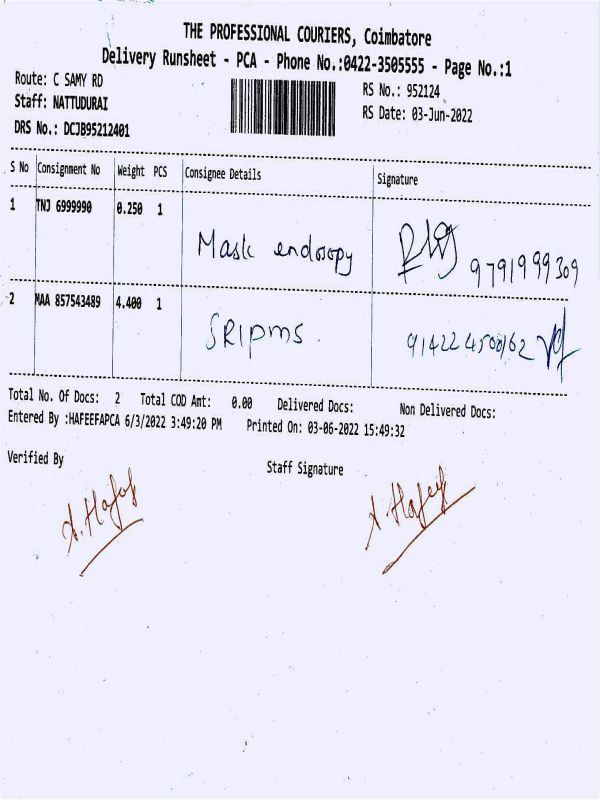 THE PROFESSIONAL COURIERS, Coimbatore
Delivery Runsheet - PCA - Phone No.:0422-3505555 - Page No.:1
Route: C SAMY RD
RS No.: 952124
Staff: NATTUDURAI
RS Date: 03-Jun-2022
DRS No.: DCJB95212401
S No Consignment No Weight PCS Consignee Details Signature
1 TNJ 6999990 0.250 1
Mask endosopy 9791999309
2 MAA 857543489 4.400 1
SRIpms.
Total No. Of Docs: 2 Total COD Amt: 0.00 Delivered Docs: Non Delivered Docs:
Entered By :HAFEEFAPCA 6/3/2022 3:49:20 PM Printed On: 03-06-2022 15:49:32
Verified By Staff Signature